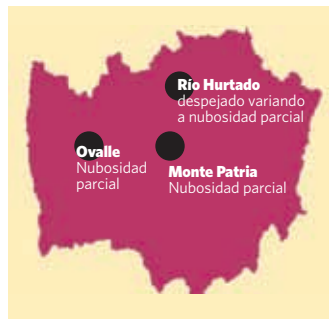 Río Hurtado
despejado variando
a nubosidad parcial
Ovalle
Nubosidad
parcial
Monte Patria
Nubosidad parcial